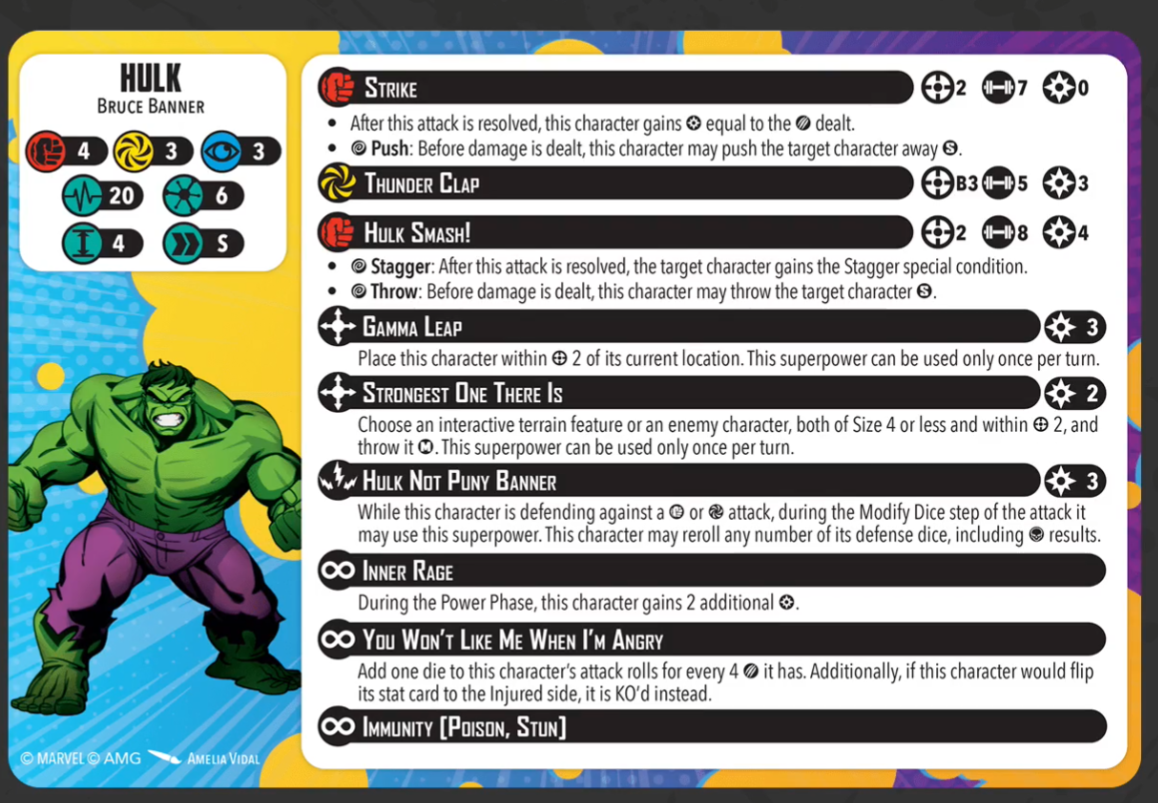 HULK
BRUCE BANNER
4 3 3
20 6
4 S
STRIKE 2 7 0
• After this attack is resolved, this character gains equal to the dealt.
• Push: Before damage is dealt, this character may push the target character away S.
THUNDER CLAP B3 5 3
HULK SMASH! 2 8 4
• Stagger: After this attack is resolved, the target character gains the Stagger special condition.
• Throw: Before damage is dealt, this character may throw the target character S.
GAMMA LEAP 3
Place this character within 2 of its current location. This superpower can be used only once per turn.
STRONGEST ONE THERE IS 2
Choose an interactive terrain feature or an enemy character, both of Size 4 or less and within 2, and
throw it M. This superpower can be used only once per turn.
HULK NOT PUNY BANNER 3
While this character is defending against a or attack, during the Modify Dice step of the attack it
may use this superpower. This character may reroll any number of its defense dice, including results.
INNER RAGE
During the Power Phase, this character gains 2 additional .
YOU WON'T LIKE ME WHEN I'M ANGRY
Add one die to this character's attack rolls for every 4 it has. Additionally, if this character would flip
its stat card to the Injured side, it is KO'd instead.
IMMUNITY [POISON, STUN]
© MARVEL © AMG AMELIA VIDAL